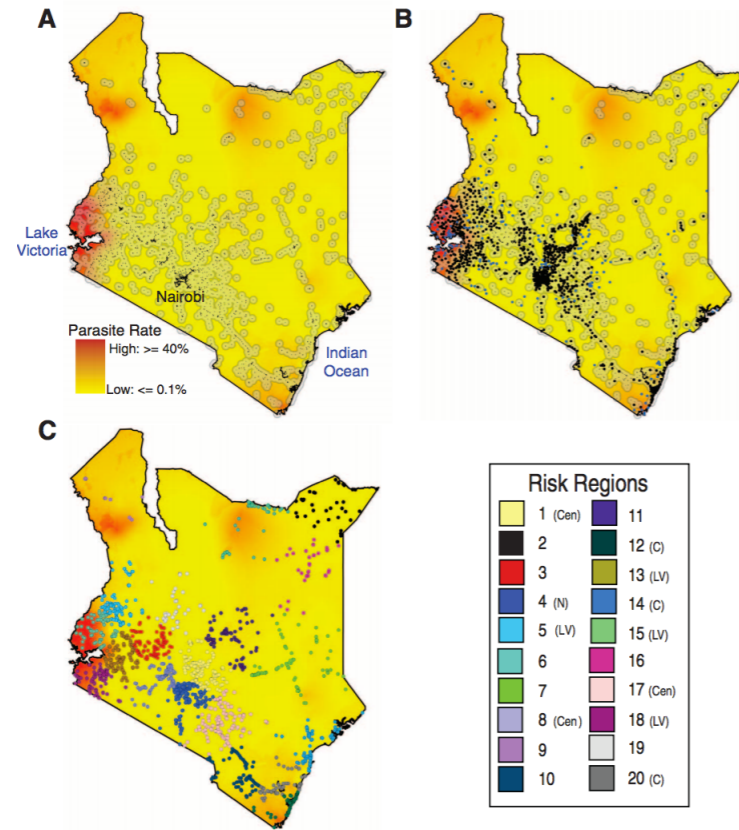 A
Lake
Victoria
Nairobi
Parasite Rate
High: >= 40%
Low: <= 0.1%
Indian
Ocean
B
C
Risk Regions
1 (Cen)
2
3
4 (N)
5 (LV)
6
7
8 (Cen)
9
10
11
12 (C)
13 (LV)
14 (C)
15 (LV)
16
17 (Cen)
18 (LV)
19
20 (C)